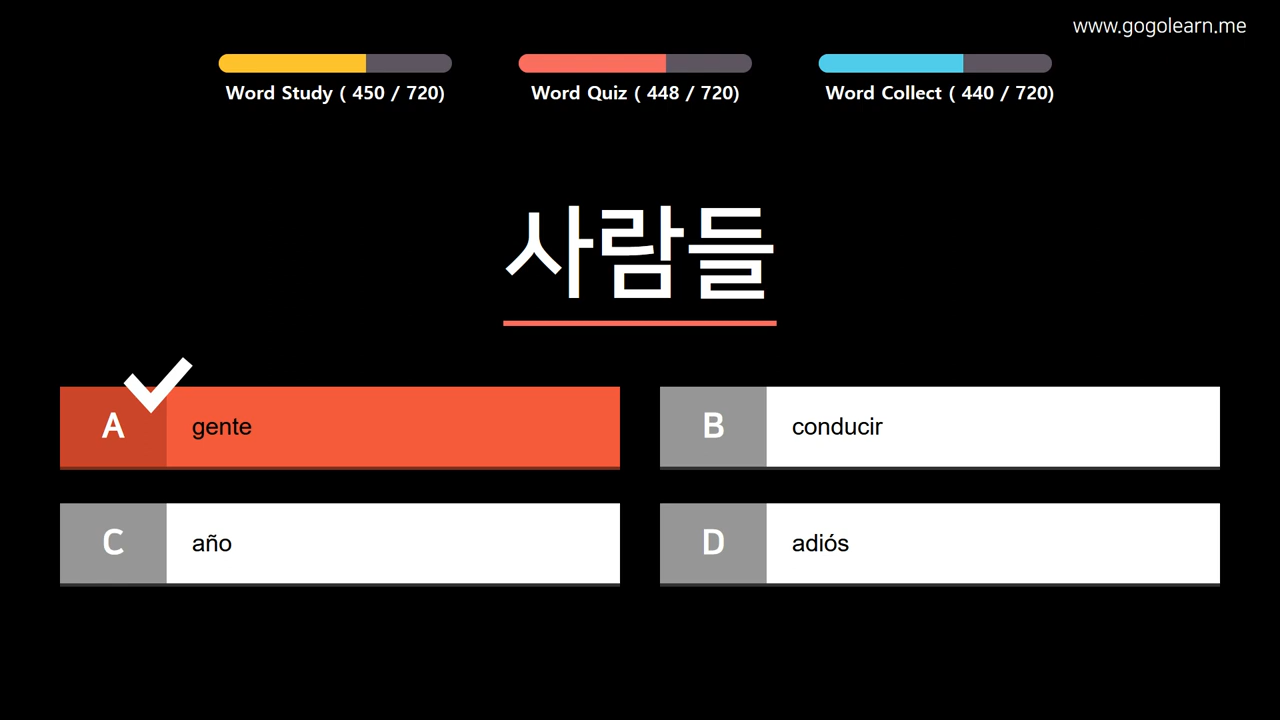 www.gogolearn.me
Word Study ( 450 / 720)
Word Quiz ( 448 / 720)
Word Collect ( 440 / 720)
사람들
A gente
B conducir
C año
D adiós